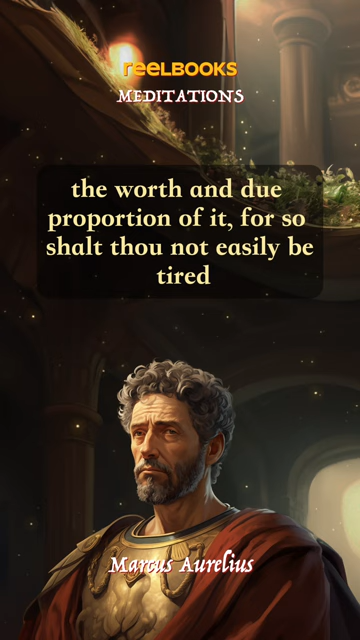 reelBOOKS
MEDITATIONS
the worth and due
proportion of it, for so
shalt thou not easily be
tired
Marcus Aurelius